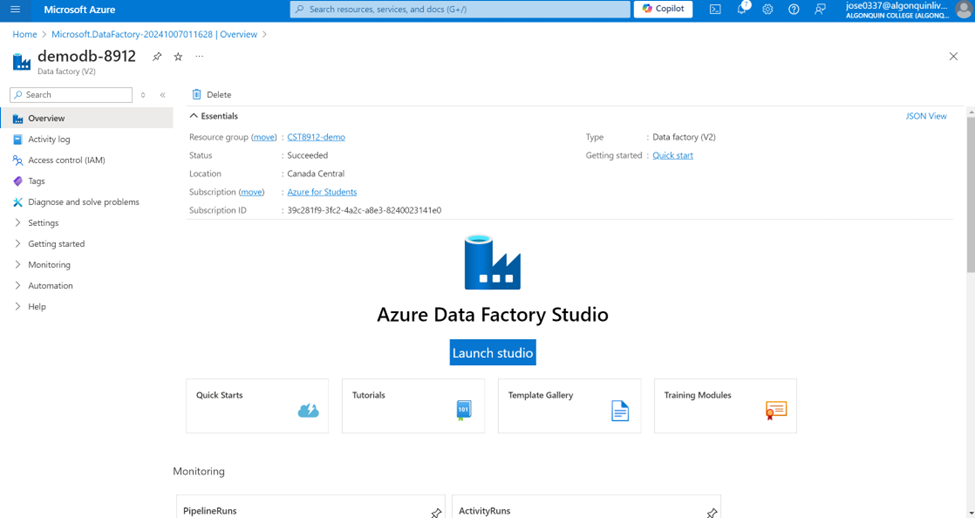 Microsoft Azure
Search resources, services, and docs (G+/)
Copilot
7
jose0337@algonquinliv...
ALGONQUIN COLLEGE (ALGONQ...
Home > Microsoft.DataFactory-20241007011628 | Overview >
demodb-8912
Data factory (V2)
Search
Delete
Overview
Activity log
Access control (IAM)
Tags
Diagnose and solve problems
Settings
Getting started
Monitoring
Automation
Help
Essentials
JSON View
Resource group (move) : CST8912-demo
Status : Succeeded
Location : Canada Central
Subscription (move) : Azure for Students
Subscription ID : 39c281f9-3fc2-4a2c-a8e3-8240023141e0
Type : Data factory (V2)
Getting started : Quick start
Azure Data Factory Studio
Launch studio
Quick Starts
Tutorials
101
Template Gallery
Training Modules
Monitoring
PipelineRuns
ActivityRuns